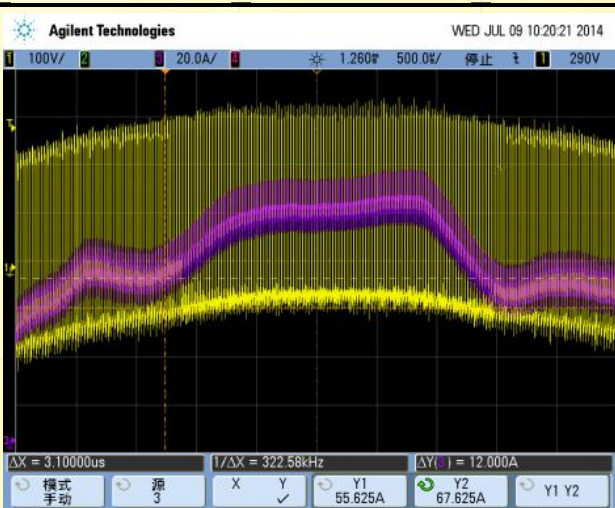 Agilent Technologies
WED JUL 09 10:20:21 2014
1 100V/ 2 3 20.0A/ 4 1.260s 500.0s/ 停止 1 290V
ΔX = 3.10000us
1/ΔX = 322.58kHz
ΔY(3) = 12.000A
模式
手动
源
3
X Y
✓
Y1
55.625A
Y2
67.625A
Y1 Y2